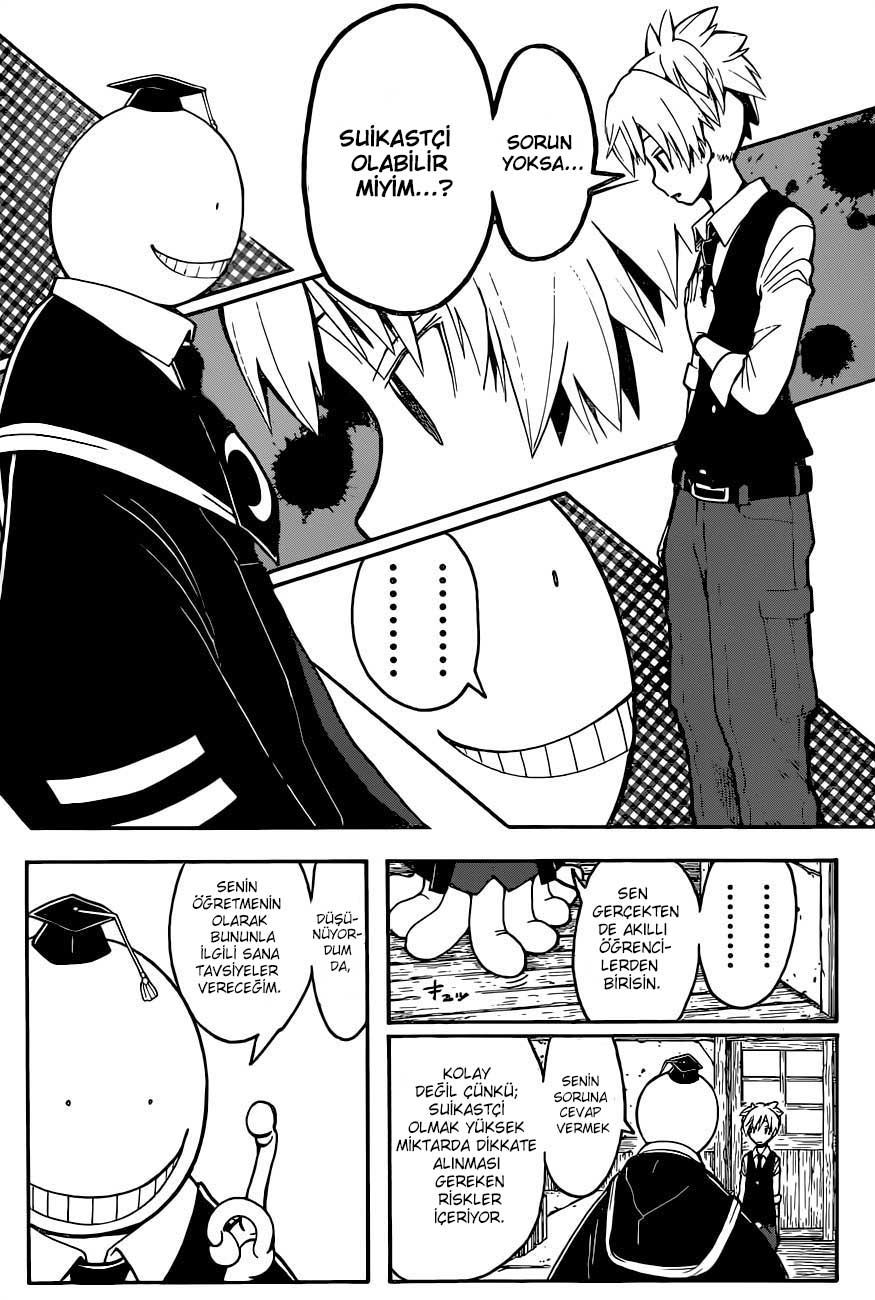 SORUN
YOKSA...
SUİKASTÇİ
OLABİLİR
MİYİM...?
SEN
GERÇEKTEN
DE AKILLI
ÖĞRENCİ-
LERDEN
BİRİSİN.
SENİN
SORUNA
CEVAP
VERMEK
KOLAY
DEĞİL ÇÜNKÜ;
SUİKASTÇİ
OLMAK YÜKSEK
MİKTARDA DİKKATE
ALINMASI
GEREKEN
RİSKLER
İÇERİYOR.
DÜŞÜ-
NÜYOR-
DUM
DA,
SENİN
ÖĞRETMENİN
OLARAK
BUNUNLA
İLGİLİ SANA
TAVSİYELER
VERECEĞİM.